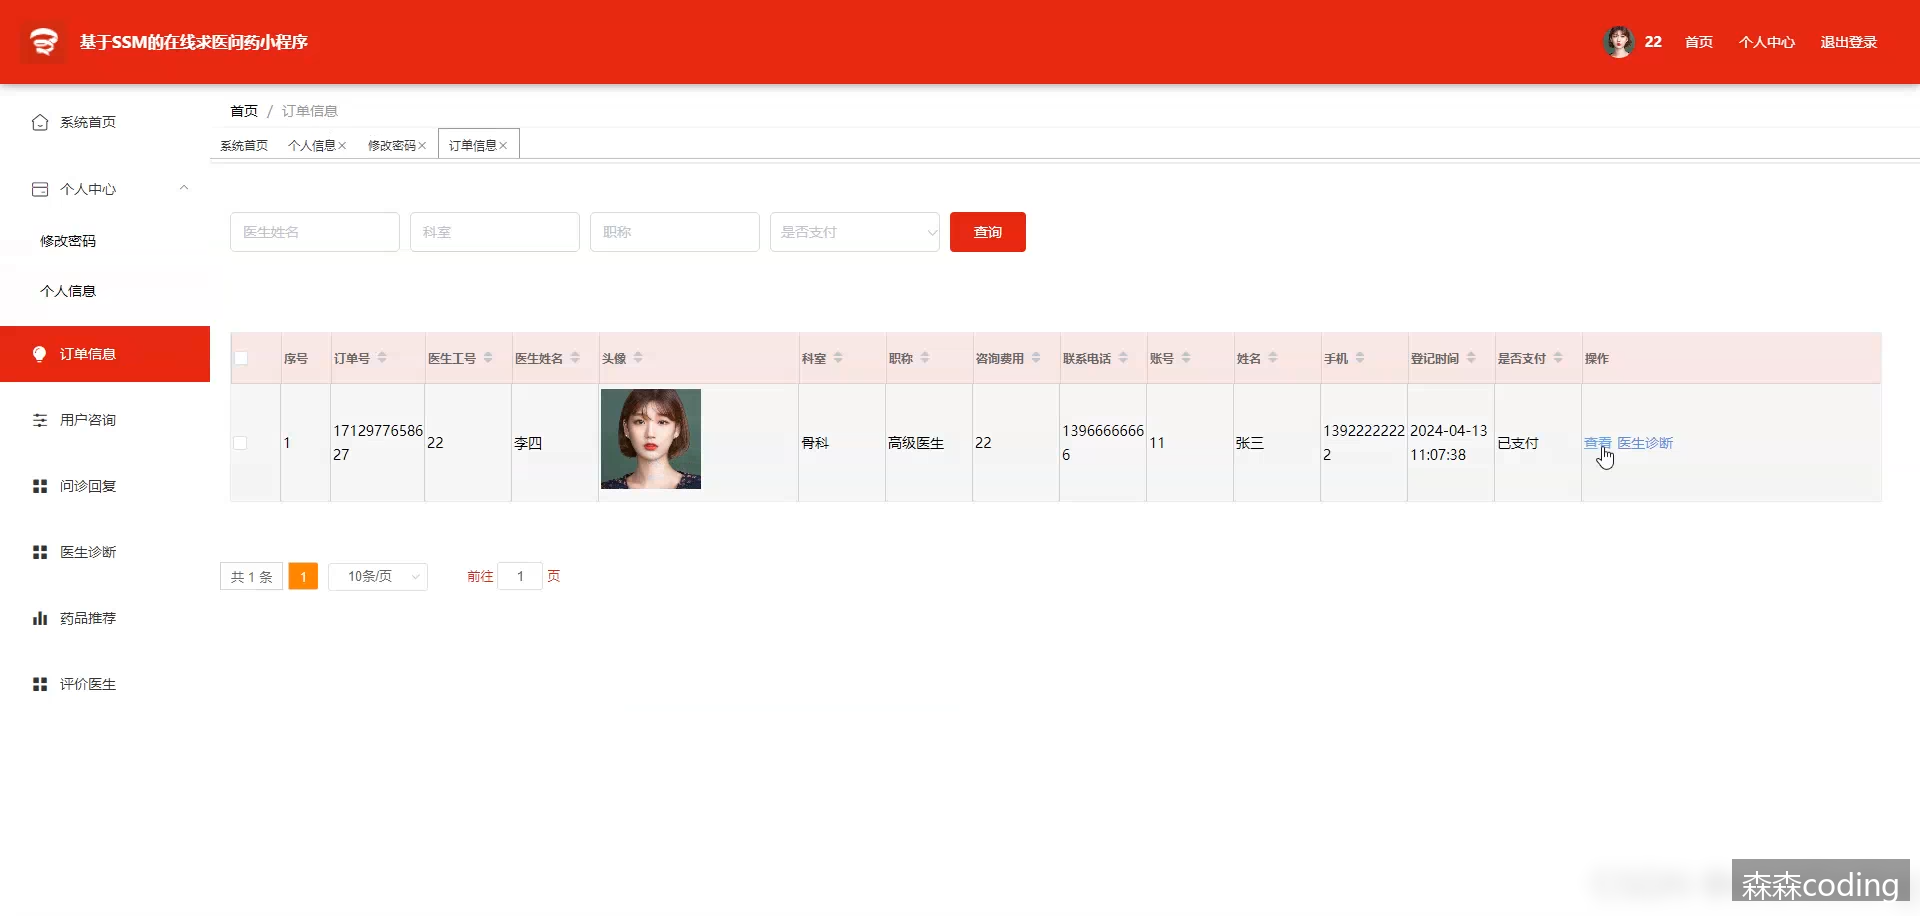 基于SSM的在线求医问药小程序
22 首页 个人中心 退出登录
系统首页
个人中心
修改密码
个人信息
订单信息
用户咨询
问诊回复
医生诊断
药品推荐
评价医生
首页 / 订单信息
系统首页 个人信息× 修改密码× 订单信息×
医生姓名 科室 职称 是否支付 查询
序号 订单号 医生工号 医生姓名 头像 科室 职称 咨询费用 联系电话 账号 姓名 手机 登记时间 是否支付 操作
1 17129776586 22 李四 骨科 高级医生 22 1396666666 11 张三 1392222222 2024-04-13 已支付 查看 医生诊断
27 6 2 11:07:38
共 1 条 1 10条/页 前往 1 页
森森coding